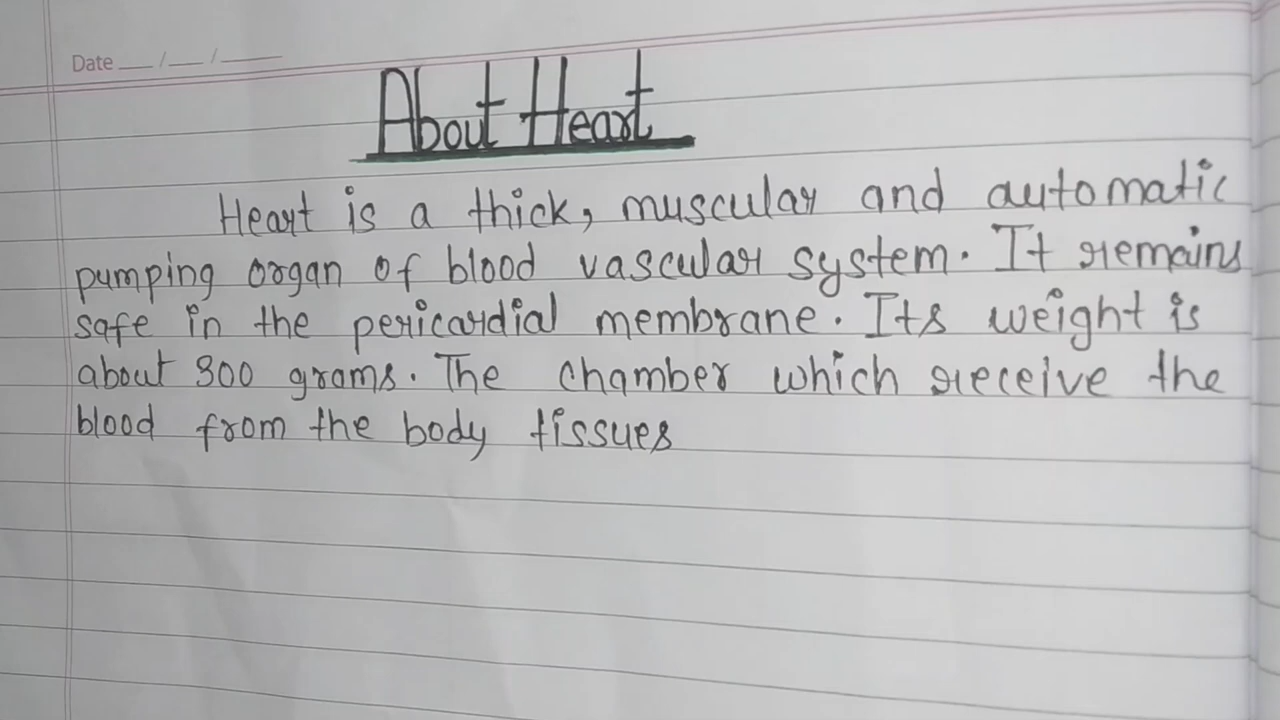 Date __/__/____
About Heart
Heart is a thick, muscular and automatic
pumping organ of blood vascular system. It remains
safe in the pericardial membrane. Its weight is
about 300 grams. The chamber which receive the
blood from the body tissues